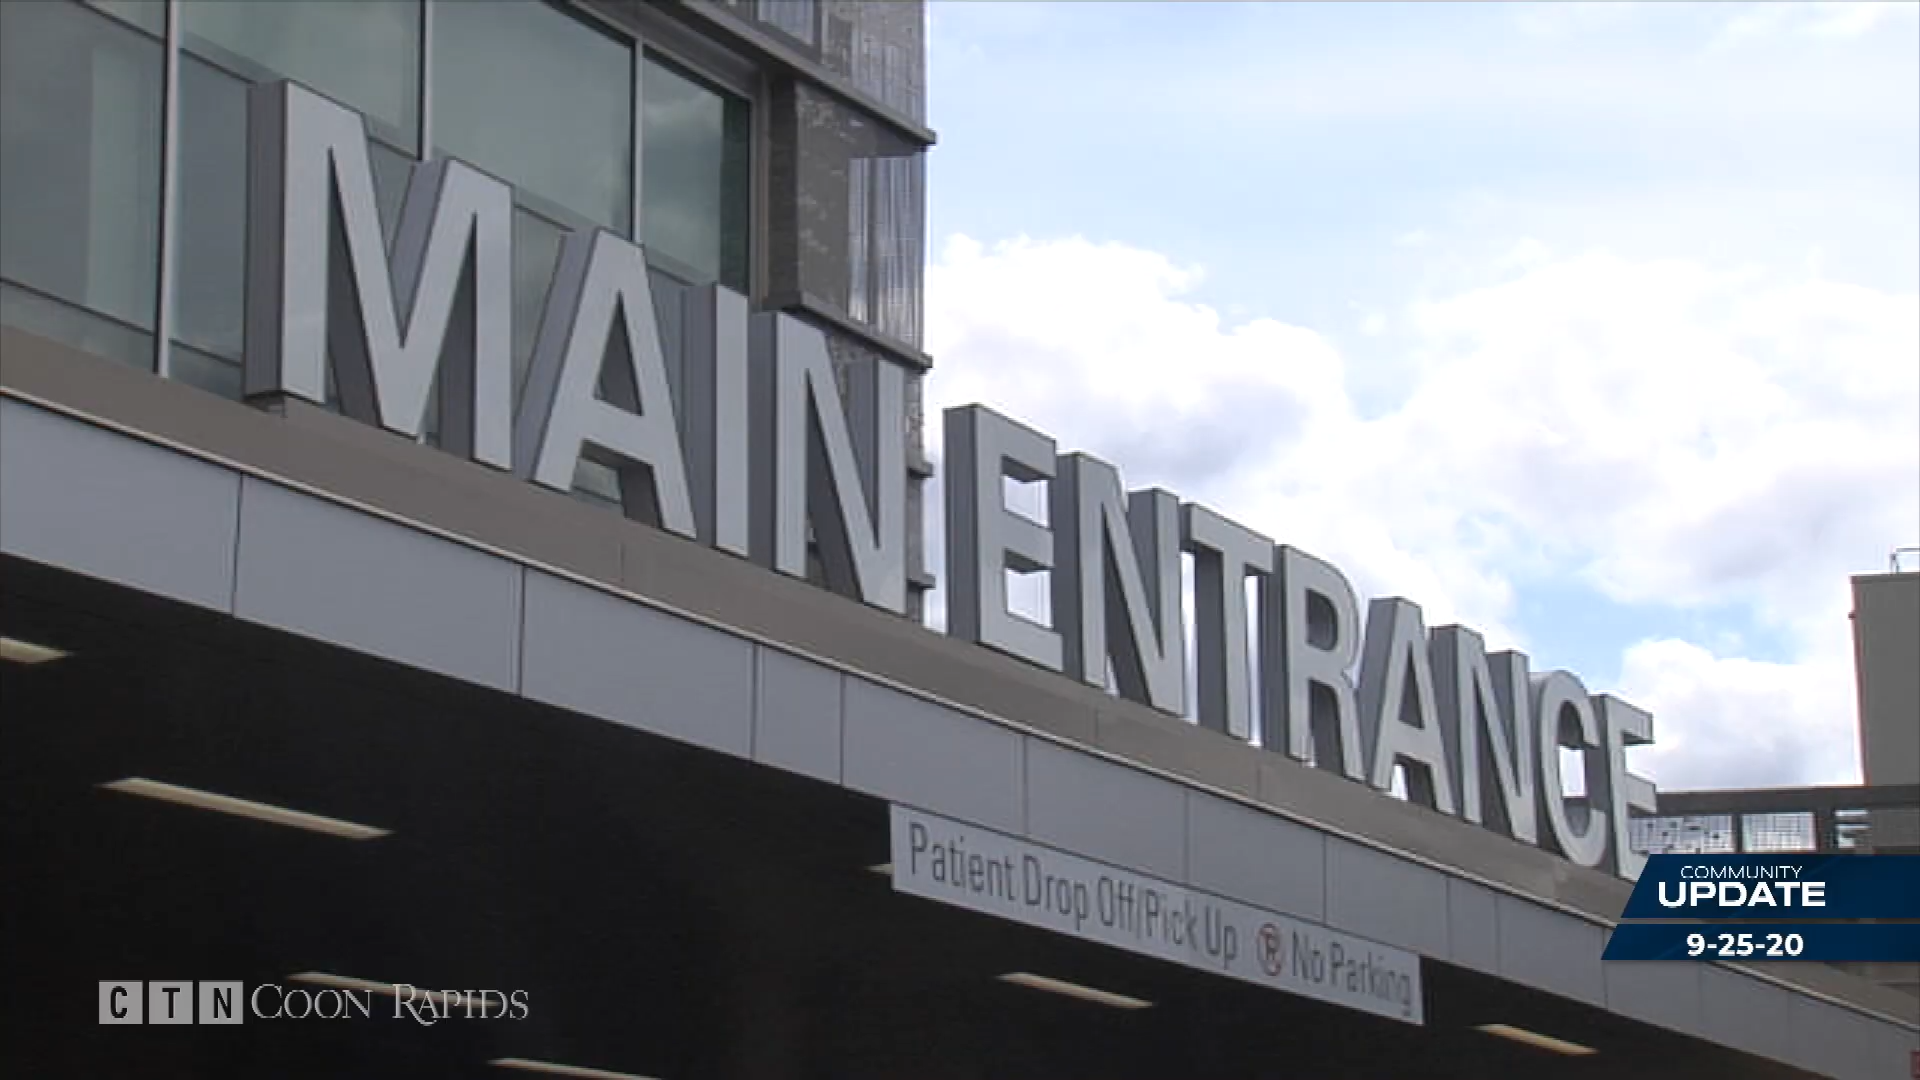 MAIN ENTRANCE
Patient Drop Off/Pick Up P No Parking
COMMUNITY
UPDATE
9-25-20
CTN COON RAPIDS